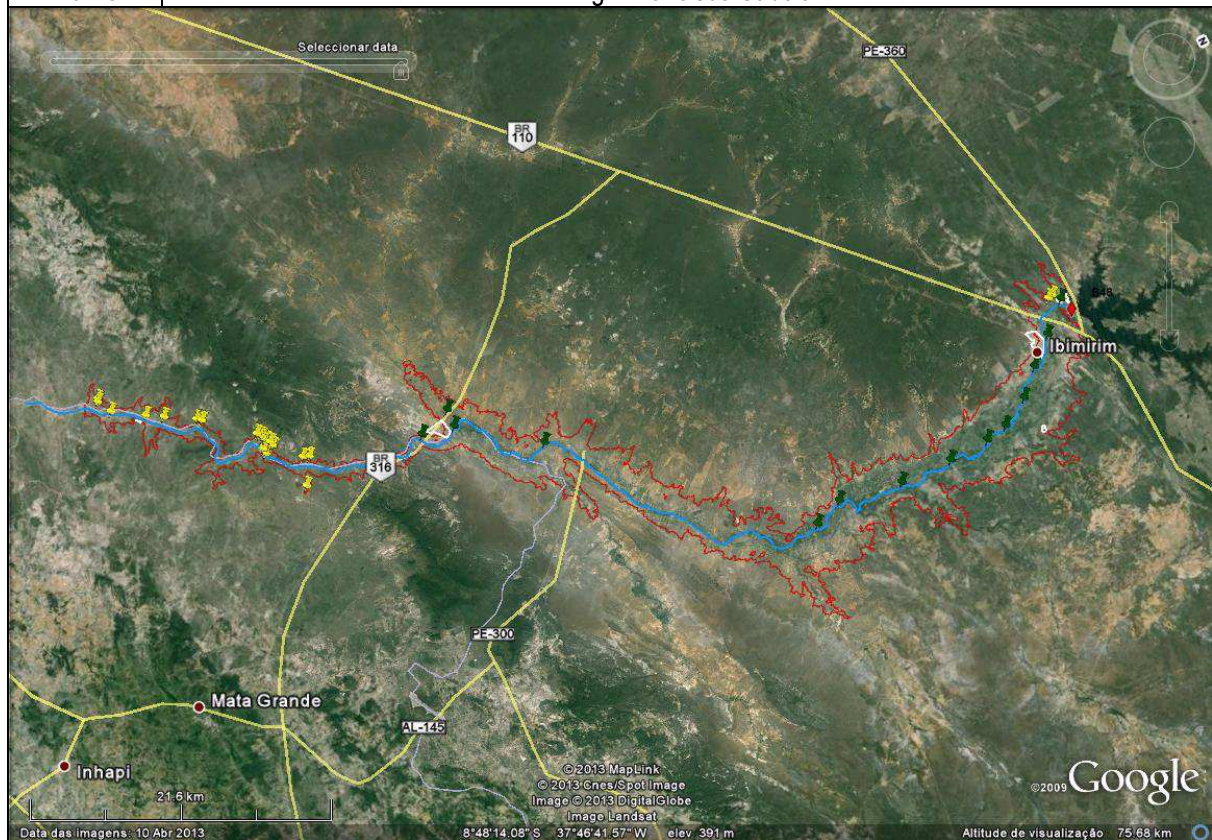 Seleccionar data
PE-360
N
BR
110
Ibimirim
BR
316
PE-300
Mata Grande
AL-145
Inhapi
21.6 km
© 2013 MapLink
© 2013 Cnes/Spot Image
Image © 2013 DigitalGlobe
Image Landsat
©2009 Google
Data das imagens: 10 Abr 2013
8°48'14.08" S 37°46'41.57" W elev 391 m
Altitude de visualização 75.68 km